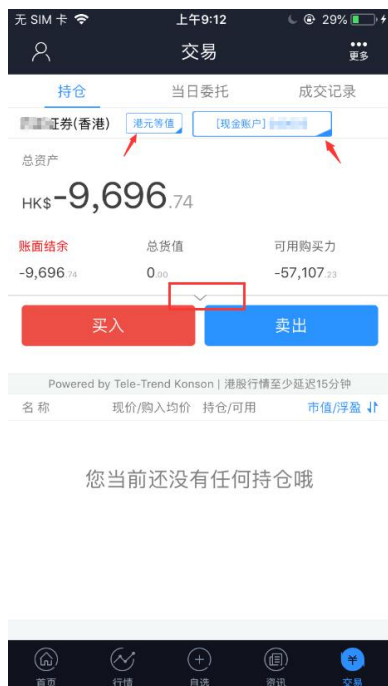 无 SIM 卡 上午9:12 29%
交易
更多
持仓 当日委托 成交记录
证券(香港) 港元等值 [现金账户]
总资产
HK$-9,696.74
账面结余 总货值 可用购买力
-9,696.74 0.00 -57,107.23
买入 卖出
Powered by Tele-Trend Konson | 港股行情至少延迟15分钟
名称 现价/购入均价 持仓/可用 市值/浮盈
您当前还没有任何持仓哦
首页 行情 自选 资讯 交易